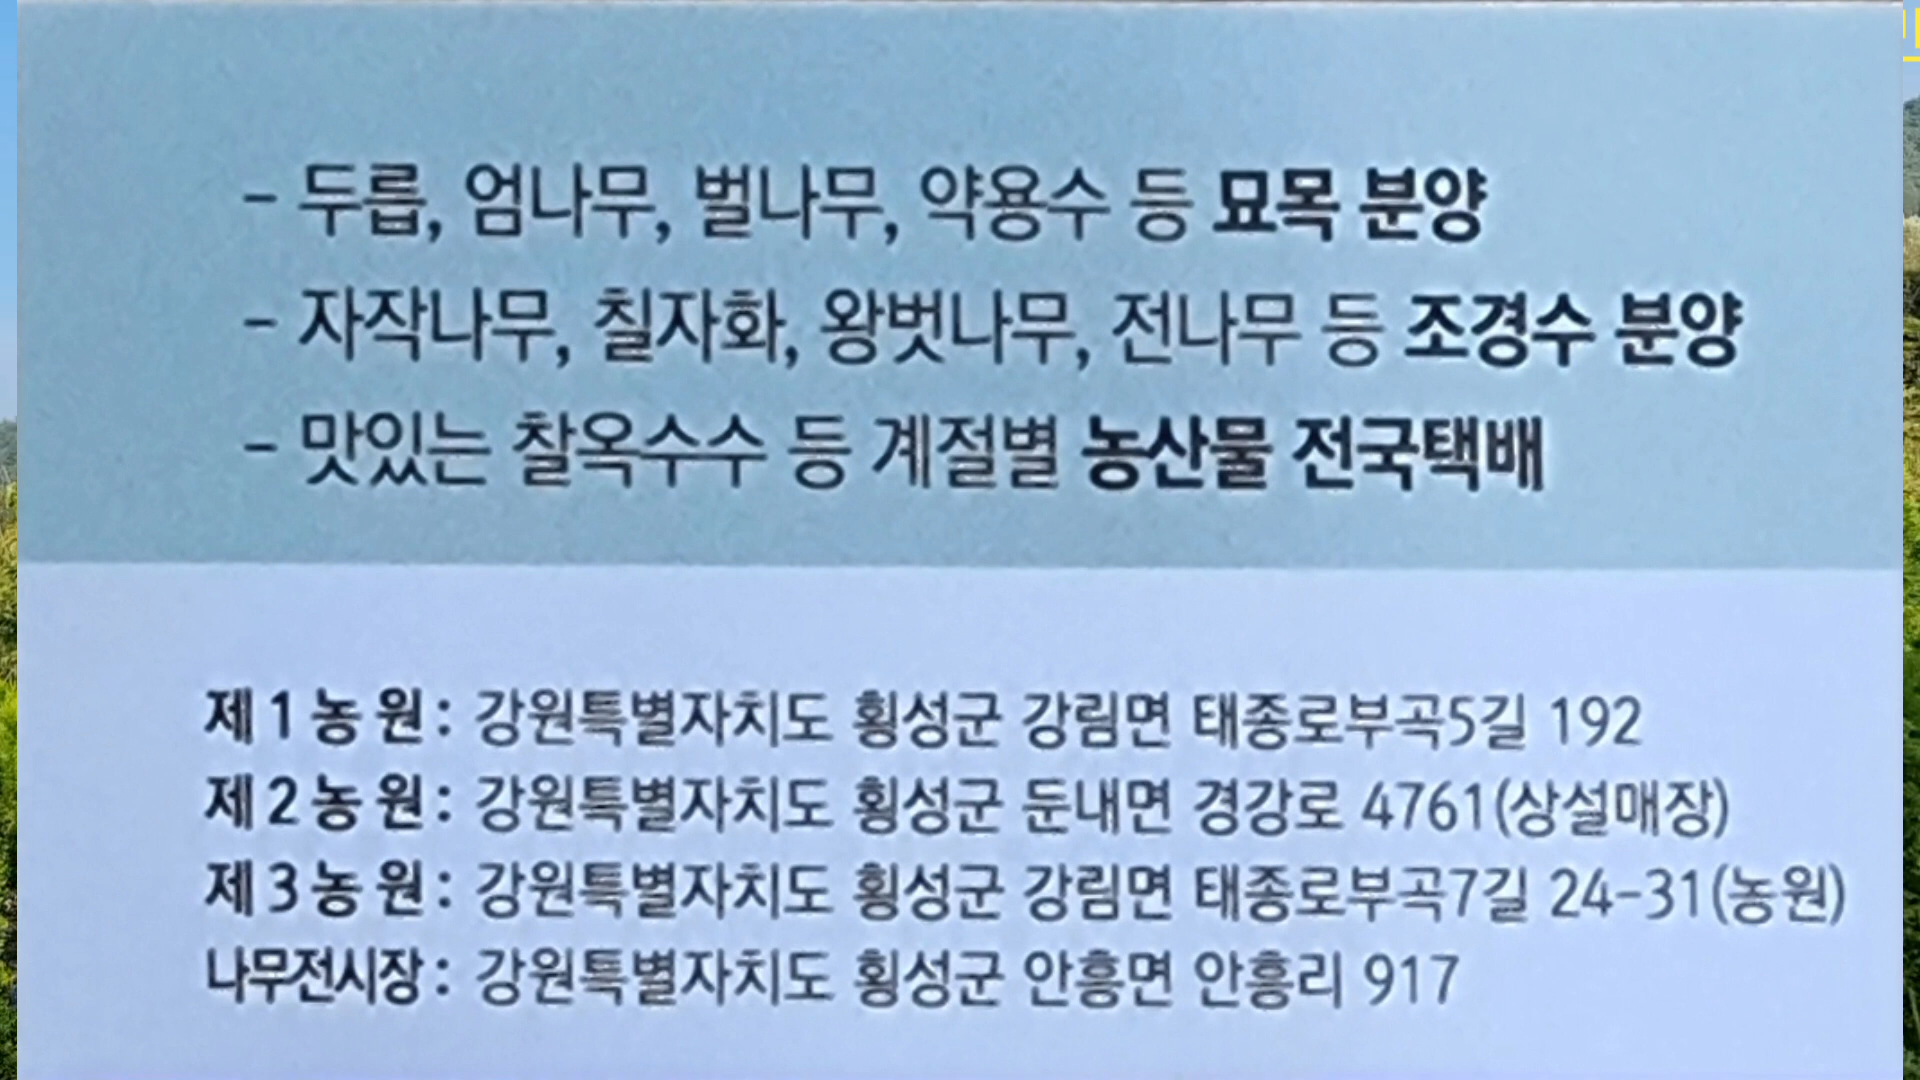 - 두릅, 엄나무, 벌나무, 약용수 등 묘목 분양
- 자작나무, 칠자화, 왕벚나무, 전나무 등 조경수 분양
- 맛있는 찰옥수수 등 계절별 농산물 전국택배
제1농원: 강원특별자치도 횡성군 강림면 태종로부곡5길 192
제2농원: 강원특별자치도 횡성군 둔내면 경강로 4761(상설매장)
제3농원: 강원특별자치도 횡성군 강림면 태종로부곡7길 24-31(농원)
나무전시장: 강원특별자치도 횡성군 안흥면 안흥리 917